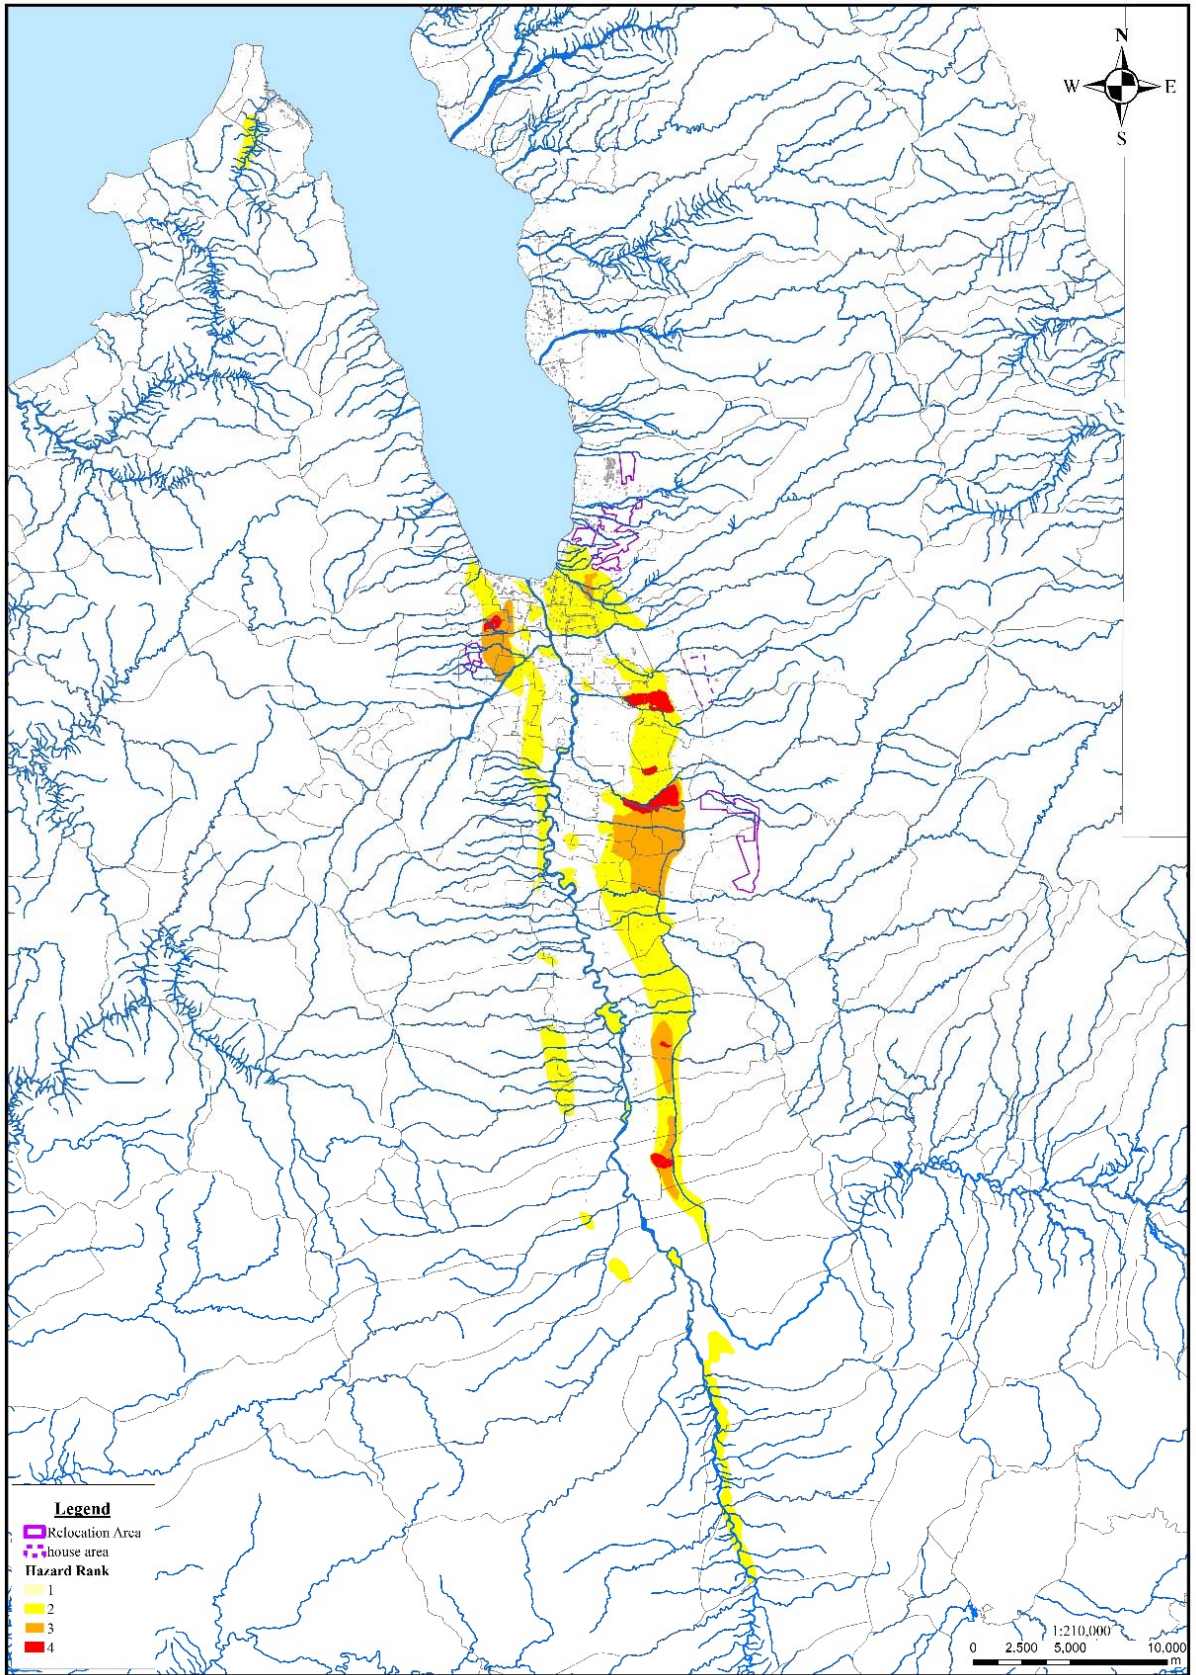 N
W E
S
Legend
Relocation Area
house area
Hazard Rank
1
2
3
4
1:210,000
0 2.500 5,000 10.000
m